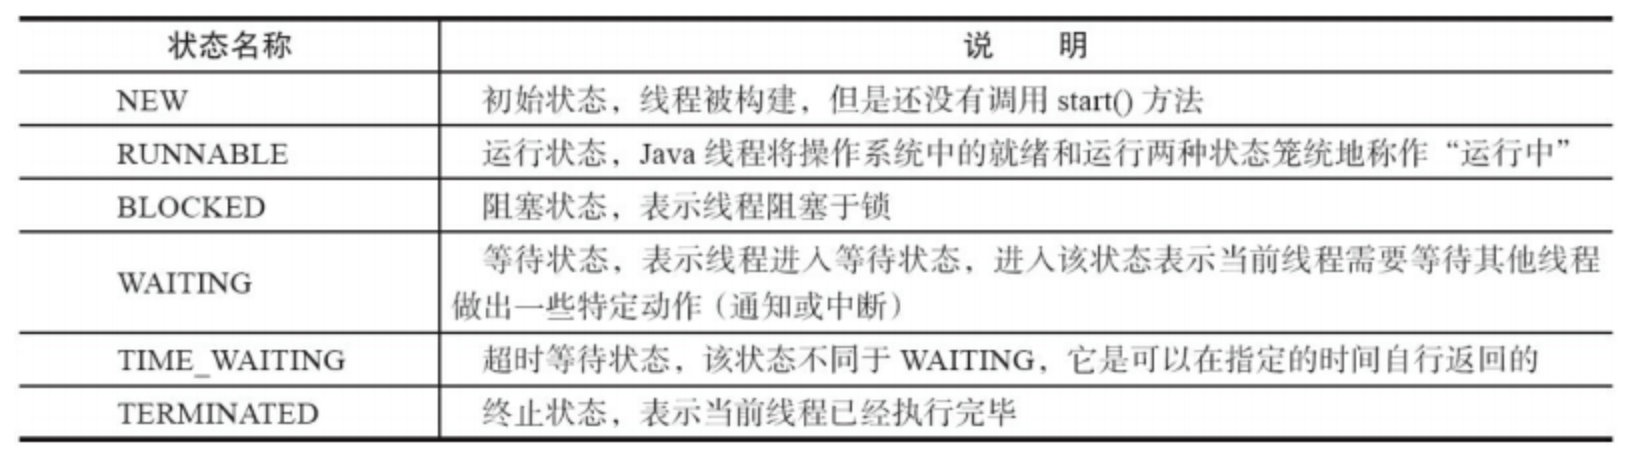 状态名称 说 明
NEW 初始状态，线程被构建，但是还没有调用 start() 方法
RUNNABLE 运行状态，Java 线程将操作系统中的就绪和运行两种状态笼统地称作“运行中”
BLOCKED 阻塞状态，表示线程阻塞于锁
WAITING 等待状态，表示线程进入等待状态，进入该状态表示当前线程需要等待其他线程
做出一些特定动作（通知或中断）
TIME_WAITING 超时等待状态，该状态不同于 WAITING，它是可以在指定的时间自行返回的
TERMINATED 终止状态，表示当前线程已经执行完毕